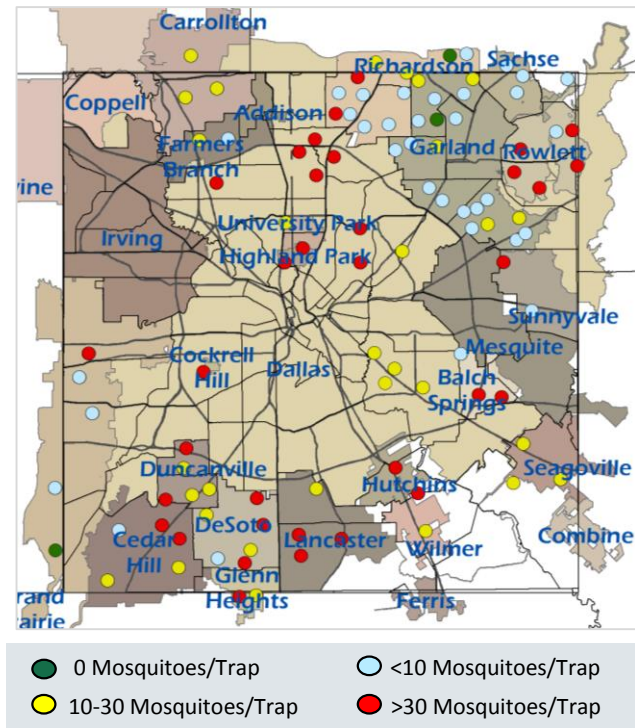 Carrollton
Richardson
Sachse
Coppell
Addison
Farmers
Branch
Garland
Rowlett
vine
University Park
Irving
Highland Park
Sunnyvale
Mesquite
Cockrell
Hill
Dallas
Balch
Springs
Duncanville
Hutchins
Seagoville
DeSoto
Cedar
Hill
Lancaster
Wilmer
Combine
Glenn
Heights
Ferris
rand
airie
0 Mosquitoes/Trap
<10 Mosquitoes/Trap
10-30 Mosquitoes/Trap
>30 Mosquitoes/Trap